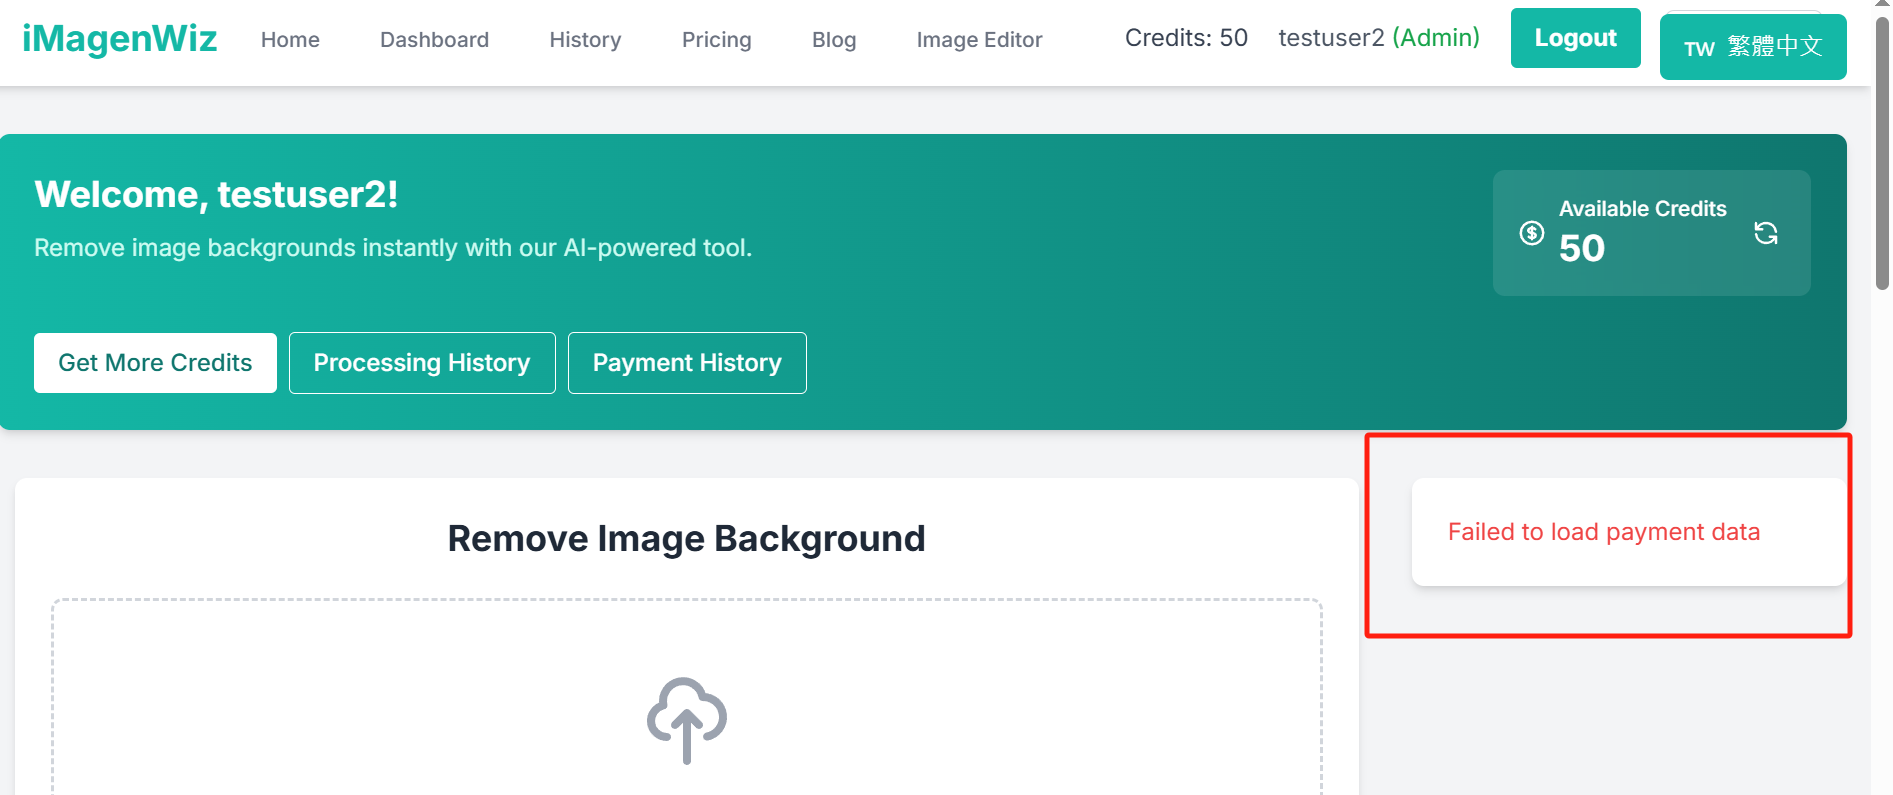 iMagenWiz Home Dashboard History Pricing Blog Image Editor Credits: 50 testuser2 (Admin) Logout TW 繁體中文
Welcome, testuser2!
Remove image backgrounds instantly with our AI-powered tool.
Available Credits
50
Get More Credits Processing History Payment History
Failed to load payment data
Remove Image Background